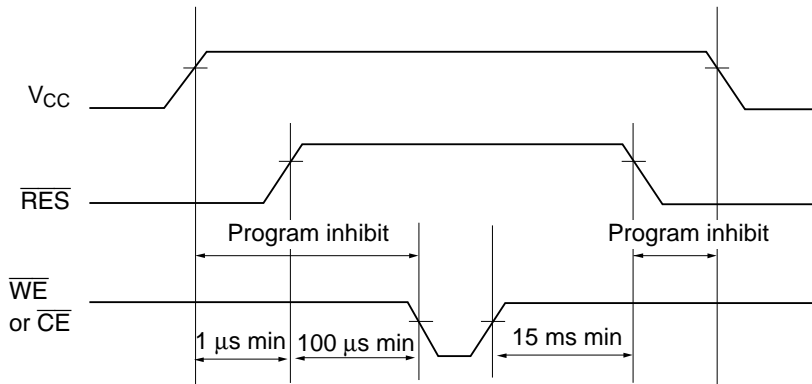 VCC
RES
Program inhibit Program inhibit
WE
or CE
1 µs min 100 µs min 15 ms min